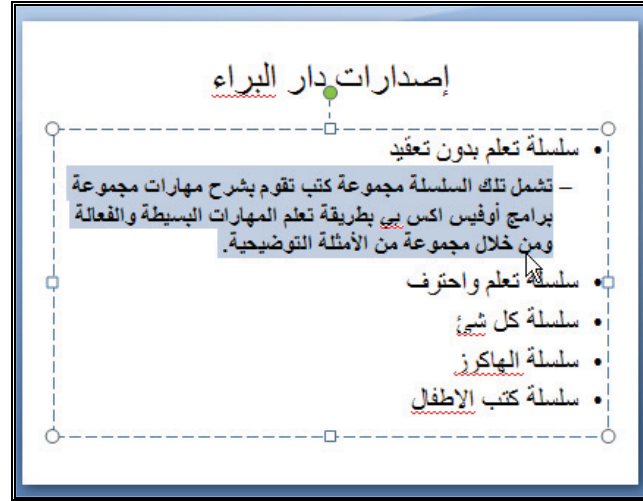 إصدارات دار البراء
• سلسلة تعلم بدون تعقيد
– تشمل تلك السلسلة مجموعة كتب تقوم بشرح مهارات مجموعة
برامج أوفيس اكس بي بطريقة تعلم المهارات البسيطة والفعالة
ومن خلال مجموعة من الأمثلة التوضيحية.
• سلسلة تعلم واحترف
• سلسلة كل شئ
• سلسلة الهاكرز
• سلسلة كتب الاطفال